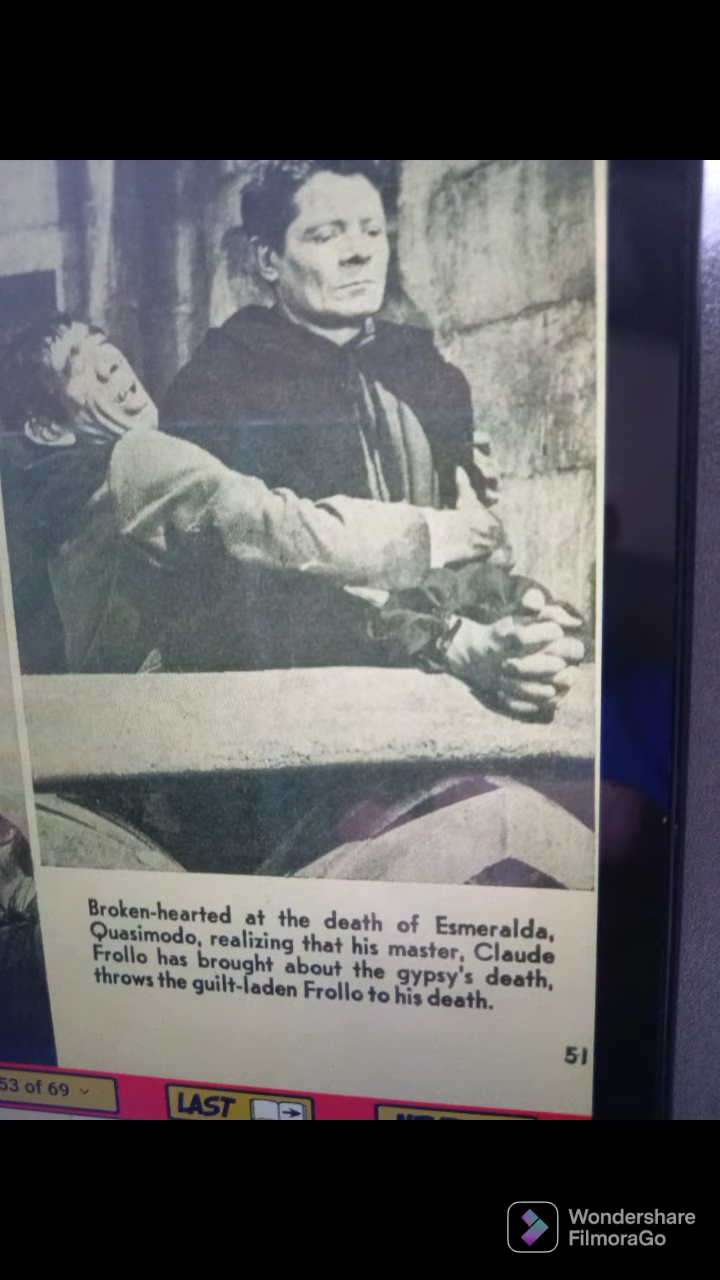 Broken-hearted at the death of Esmeralda,
Quasimodo, realizing that his master, Claude
Frollo has brought about the gypsy's death,
throws the guilt-laden Frollo to his death.
51
53 of 69
LAST
Wondershare
FilmoraGo